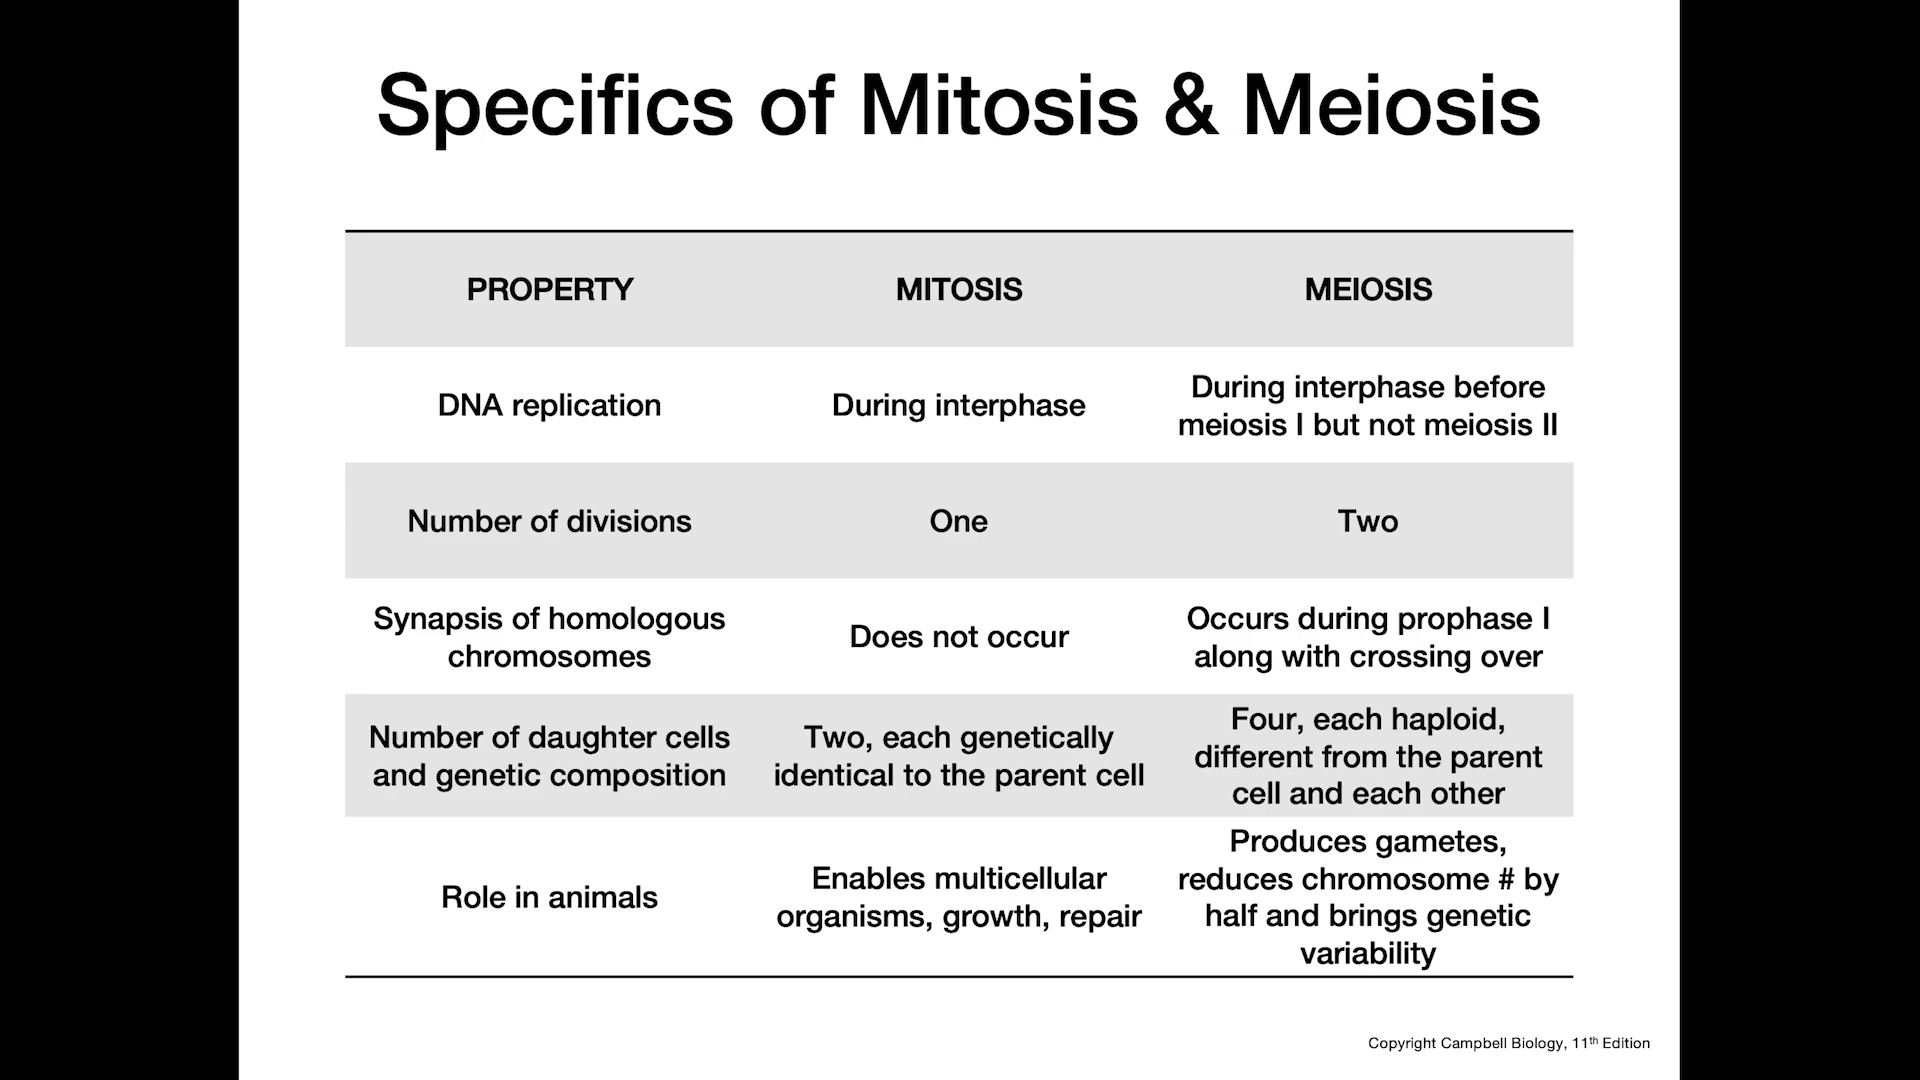 Specifics of Mitosis & Meiosis
PROPERTY
MITOSIS
MEIOSIS
DNA replication
During interphase
During interphase before
meiosis I but not meiosis II
Number of divisions
One
Two
Synapsis of homologous
chromosomes
Does not occur
Occurs during prophase I
along with crossing over
Number of daughter cells
and genetic composition
Two, each genetically
identical to the parent cell
Four, each haploid,
different from the parent
cell and each other
Role in animals
Enables multicellular
organisms, growth, repair
Produces gametes,
reduces chromosome # by
half and brings genetic
variability
Copyright Campbell Biology, 11th Edition